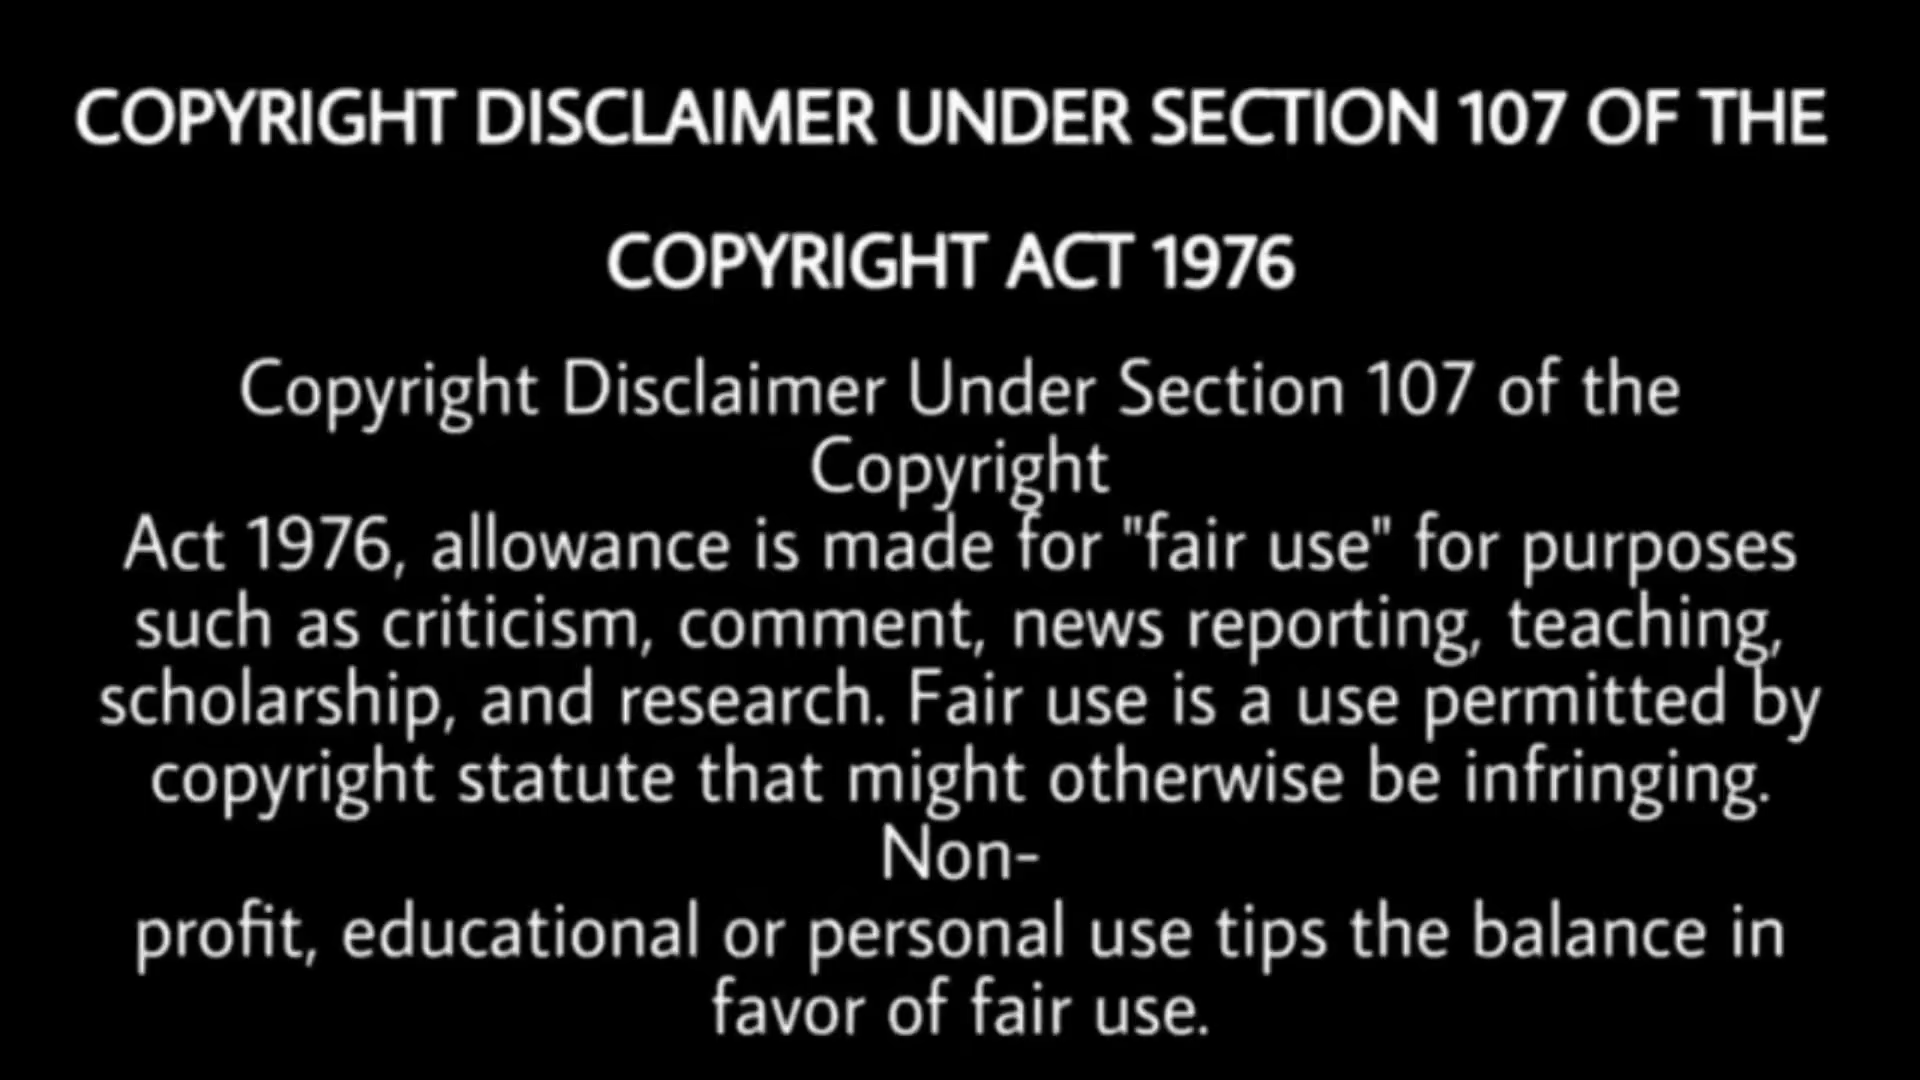 COPYRIGHT DISCLAIMER UNDER SECTION 107 OF THE
COPYRIGHT ACT 1976
Copyright Disclaimer Under Section 107 of the
Copyright
Act 1976, allowance is made for "fair use" for purposes
such as criticism, comment, news reporting, teaching,
scholarship, and research. Fair use is a use permitted by
copyright statute that might otherwise be infringing.
Non-
profit, educational or personal use tips the balance in
favor of fair use.